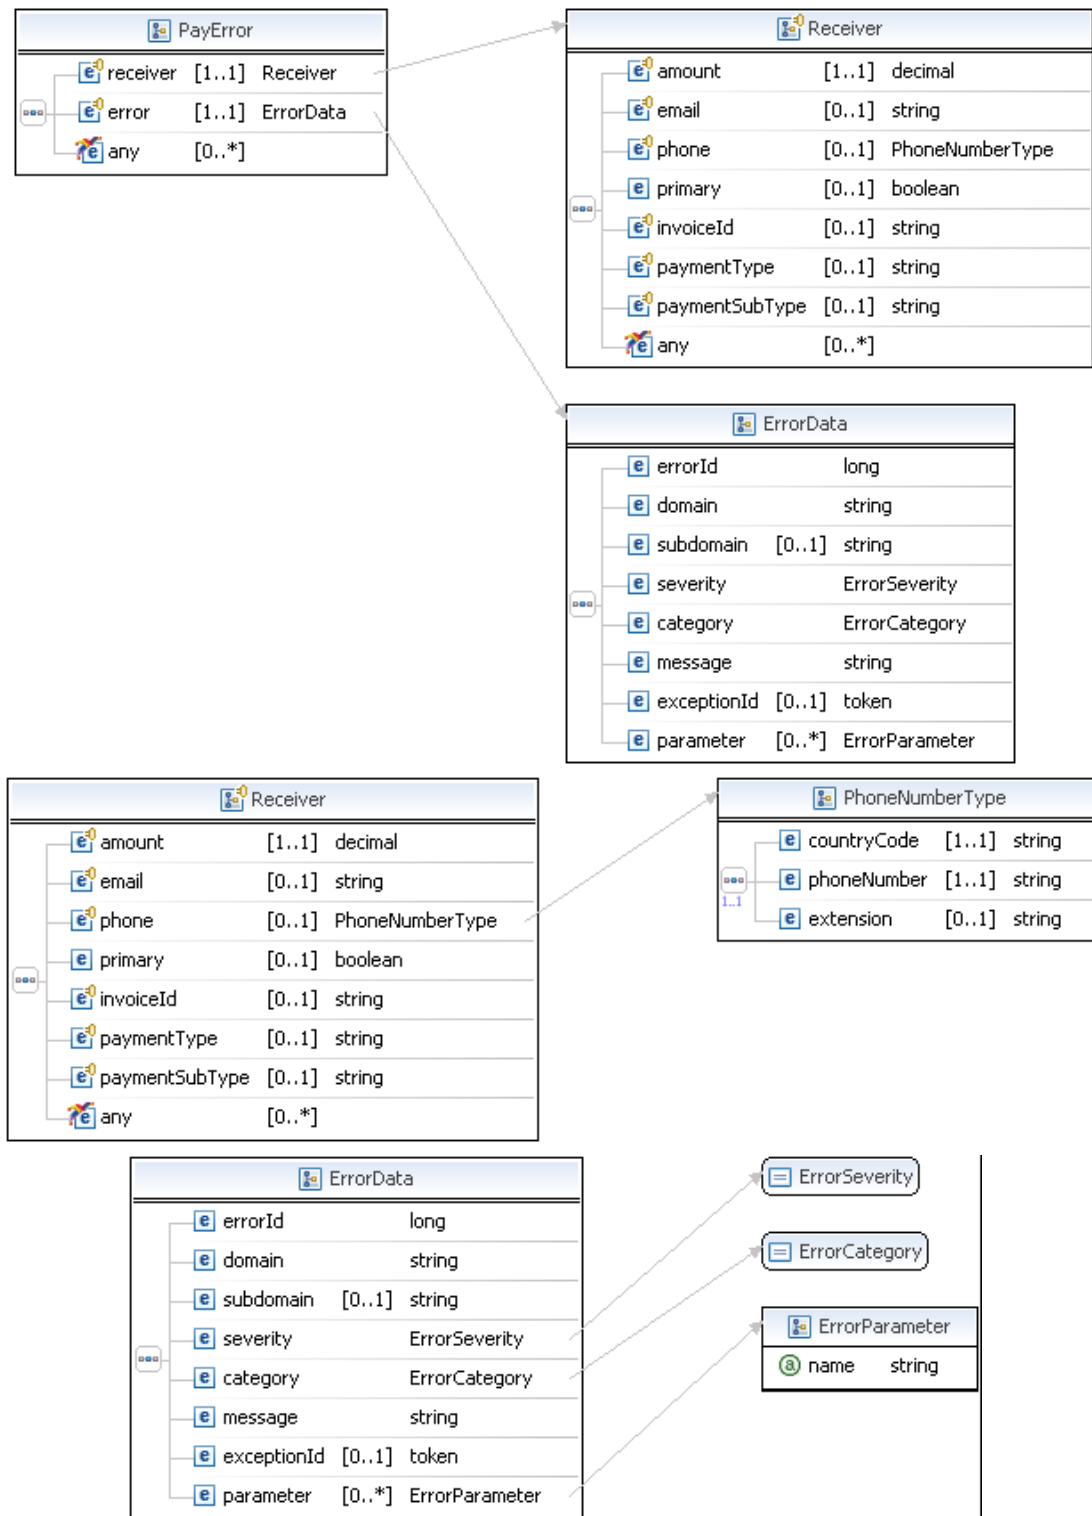 PayError
receiver [1..1] Receiver
error [1..1] ErrorData
any [0..*]
Receiver
amount [1..1] decimal
email [0..1] string
phone [0..1] PhoneNumberType
primary [0..1] boolean
invoiceId [0..1] string
paymentType [0..1] string
paymentSubType [0..1] string
any [0..*]
ErrorData
errorId long
domain string
subdomain [0..1] string
severity ErrorSeverity
category ErrorCategory
message string
exceptionId [0..1] token
parameter [0..*] ErrorParameter
Receiver
amount [1..1] decimal
email [0..1] string
phone [0..1] PhoneNumberType
primary [0..1] boolean
invoiceId [0..1] string
paymentType [0..1] string
paymentSubType [0..1] string
any [0..*]
PhoneNumberType
countryCode [1..1] string
phoneNumber [1..1] string
1..1
extension [0..1] string
ErrorData
errorId long
domain string
subdomain [0..1] string
severity ErrorSeverity
category ErrorCategory
message string
exceptionId [0..1] token
parameter [0..*] ErrorParameter
ErrorSeverity
ErrorCategory
ErrorParameter
name string